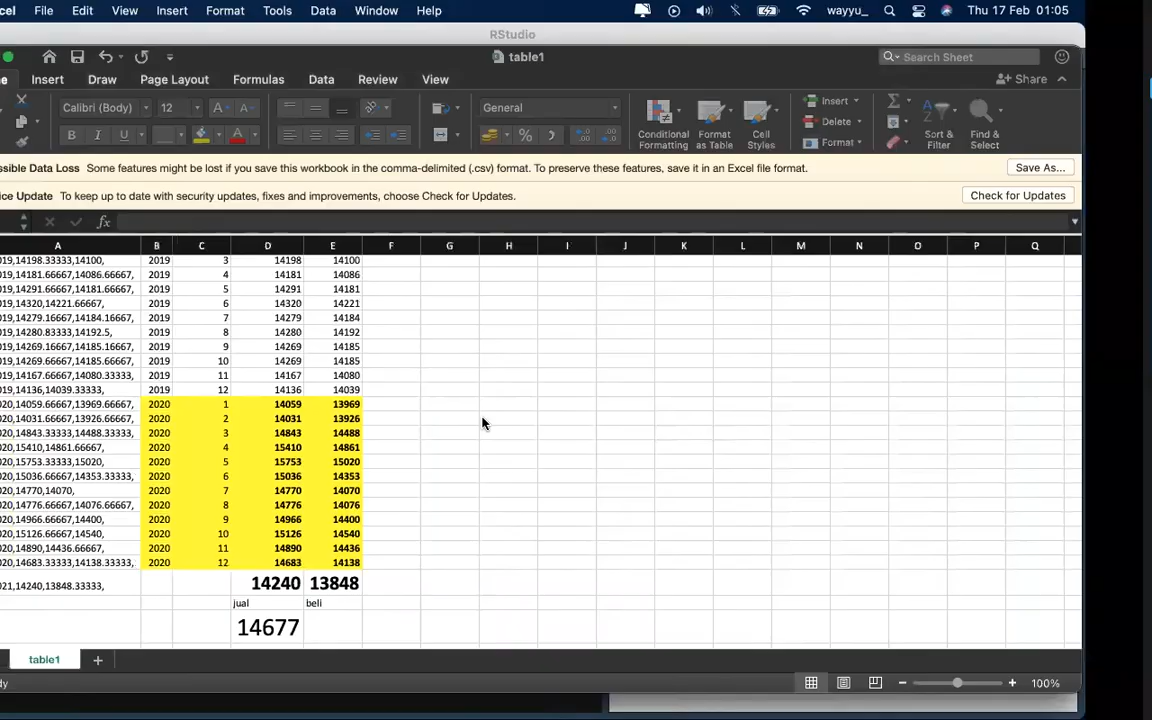 cel File Edit View Insert Format Tools Data Window Help wayyu_ Thu 17 Feb 01:05
RStudio
table1 Search Sheet
me Insert Draw Page Layout Formulas Data Review View Share
Calibri (Body) 12 A A General Insert Σ
Delete
B I U A % Conditional Formatting Format as Table Cell Styles Format Sort & Filter Find & Select
ssible Data Loss Some features might be lost if you save this workbook in the comma-delimited (.csv) format. To preserve these features, save it in an Excel file format. Save As...
ice Update To keep up to date with security updates, fixes and improvements, choose Check for Updates. Check for Updates
fx
A B C D E F G H I J K L M N O P Q
019,14198.33333,14100, 2019 3 14198 14100
019,14181.66667,14086.66667, 2019 4 14181 14086
019,14291.66667,14181.66667, 2019 5 14291 14181
019,14320,14221.66667, 2019 6 14320 14221
019,14279.16667,14184.16667, 2019 7 14279 14184
019,14280.83333,14192.5, 2019 8 14280 14192
019,14269.16667,14185.16667, 2019 9 14269 14185
019,14269.66667,14185.66667, 2019 10 14269 14185
019,14167.66667,14080.33333, 2019 11 14167 14080
019,14136,14039.33333, 2019 12 14136 14039
020,14059.66667,13969.66667, 2020 1 14059 13969
020,14031.66667,13926.66667, 2020 2 14031 13926
020,14843.33333,14488.33333, 2020 3 14843 14488
020,15410,14861.66667, 2020 4 15410 14861
020,15753.33333,15020, 2020 5 15753 15020
020,15036.66667,14353.33333, 2020 6 15036 14353
020,14770,14070, 2020 7 14770 14070
020,14776.66667,14076.66667, 2020 8 14776 14076
020,14966.66667,14400, 2020 9 14966 14400
020,15126.66667,14540, 2020 10 15126 14540
020,14890,14436.66667, 2020 11 14890 14436
020,14683.33333,14138.33333, 2020 12 14683 14138
021,14240,13848.33333, 14240 13848
jual beli
14677
table1 +
dy 100%